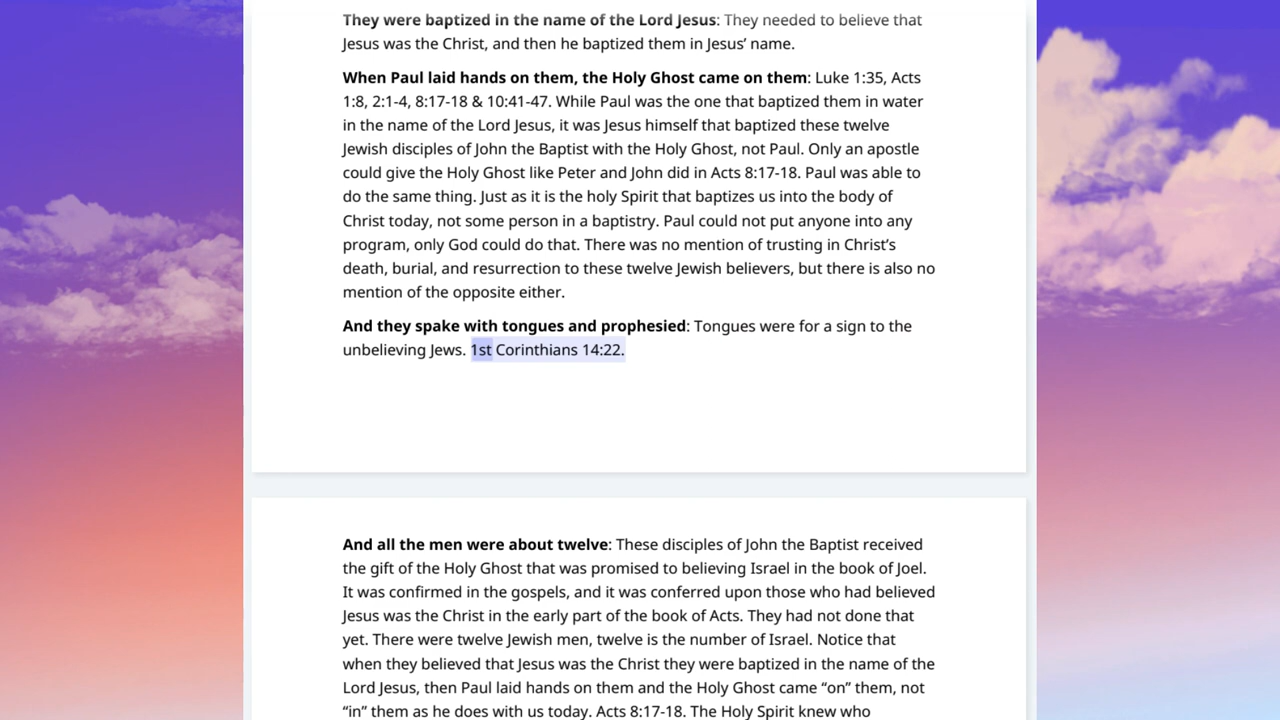 They were baptized in the name of the Lord Jesus: They needed to believe that
Jesus was the Christ, and then he baptized them in Jesus’ name.
When Paul laid hands on them, the Holy Ghost came on them: Luke 1:35, Acts
1:8, 2:1-4, 8:17-18 & 10:41-47. While Paul was the one that baptized them in water
in the name of the Lord Jesus, it was Jesus himself that baptized these twelve
Jewish disciples of John the Baptist with the Holy Ghost, not Paul. Only an apostle
could give the Holy Ghost like Peter and John did in Acts 8:17-18. Paul was able to
do the same thing. Just as it is the holy Spirit that baptizes us into the body of
Christ today, not some person in a baptistry. Paul could not put anyone into any
program, only God could do that. There was no mention of trusting in Christ’s
death, burial, and resurrection to these twelve Jewish believers, but there is also no
mention of the opposite either.
And they spake with tongues and prophesied: Tongues were for a sign to the
unbelieving Jews. 1st Corinthians 14:22.
And all the men were about twelve: These disciples of John the Baptist received
the gift of the Holy Ghost that was promised to believing Israel in the book of Joel.
It was confirmed in the gospels, and it was conferred upon those who had believed
Jesus was the Christ in the early part of the book of Acts. They had not done that
yet. There were twelve Jewish men, twelve is the number of Israel. Notice that
when they believed that Jesus was the Christ they were baptized in the name of the
Lord Jesus, then Paul laid hands on them and the Holy Ghost came “on” them, not
“in” them as he does with us today. Acts 8:17-18. The Holy Spirit knew who